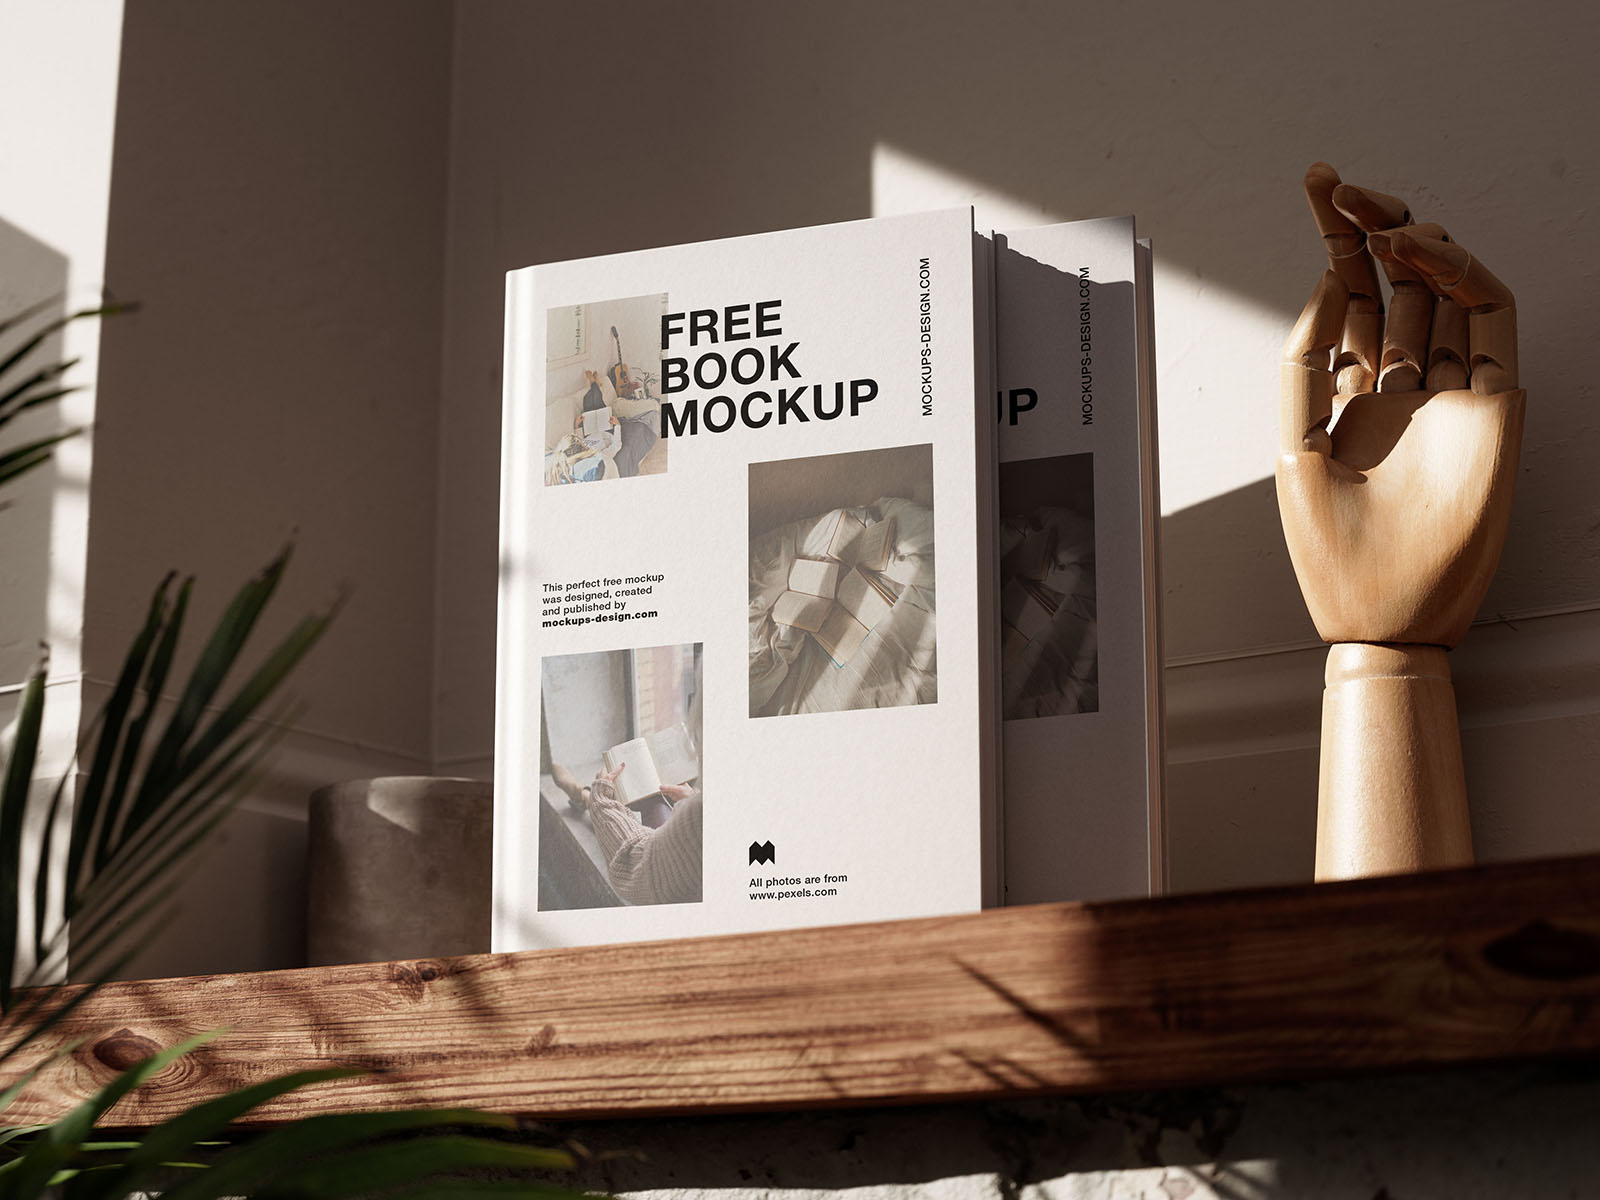 FREE
BOOK
MOCKUP
MOCKUPS-DESIGN.COM
This perfect free mockup
was designed, created
and published by
mockups-design.com
All photos are from
www.pexels.com
UP
MOCKUPS-DESIGN.COM